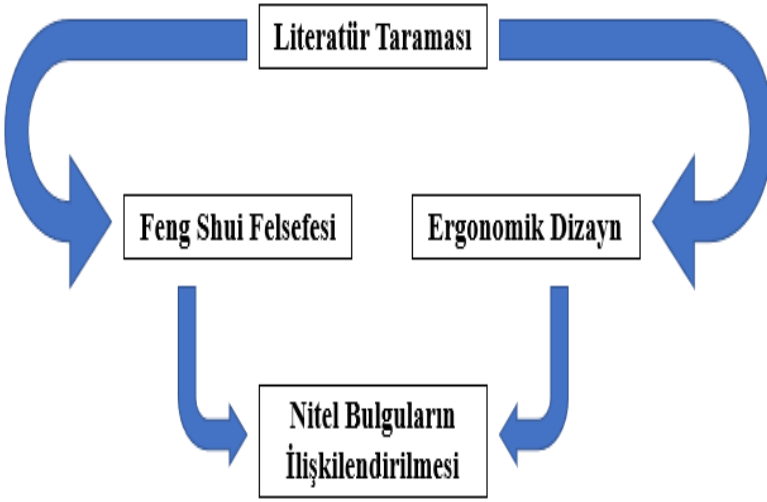 Literatür Taraması
Feng Shui Felsefesi
Ergonomik Dizayn
Nitel Bulguların
İlişkilendirilmesi